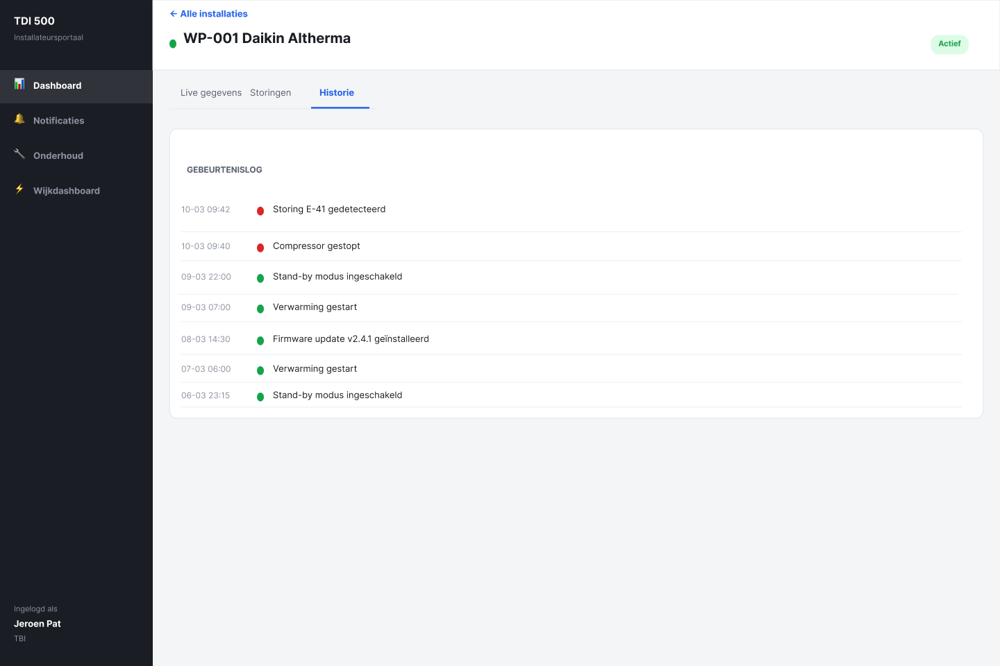 TDI 500
Installateursportaal
Dashboard
Notificaties
Onderhoud
Wijkdashboard
Ingelogd als
Jeroen Pat
TBI
← Alle installaties
WP-001 Daikin Altherma
Actief
Live gegevens Storingen Historie
GEBEURTENISLOG
10-03 09:42 Storing E-41 gedetecteerd
10-03 09:40 Compressor gestopt
09-03 22:00 Stand-by modus ingeschakeld
09-03 07:00 Verwarming gestart
08-03 14:30 Firmware update v2.4.1 geïnstalleerd
07-03 06:00 Verwarming gestart
06-03 23:15 Stand-by modus ingeschakeld